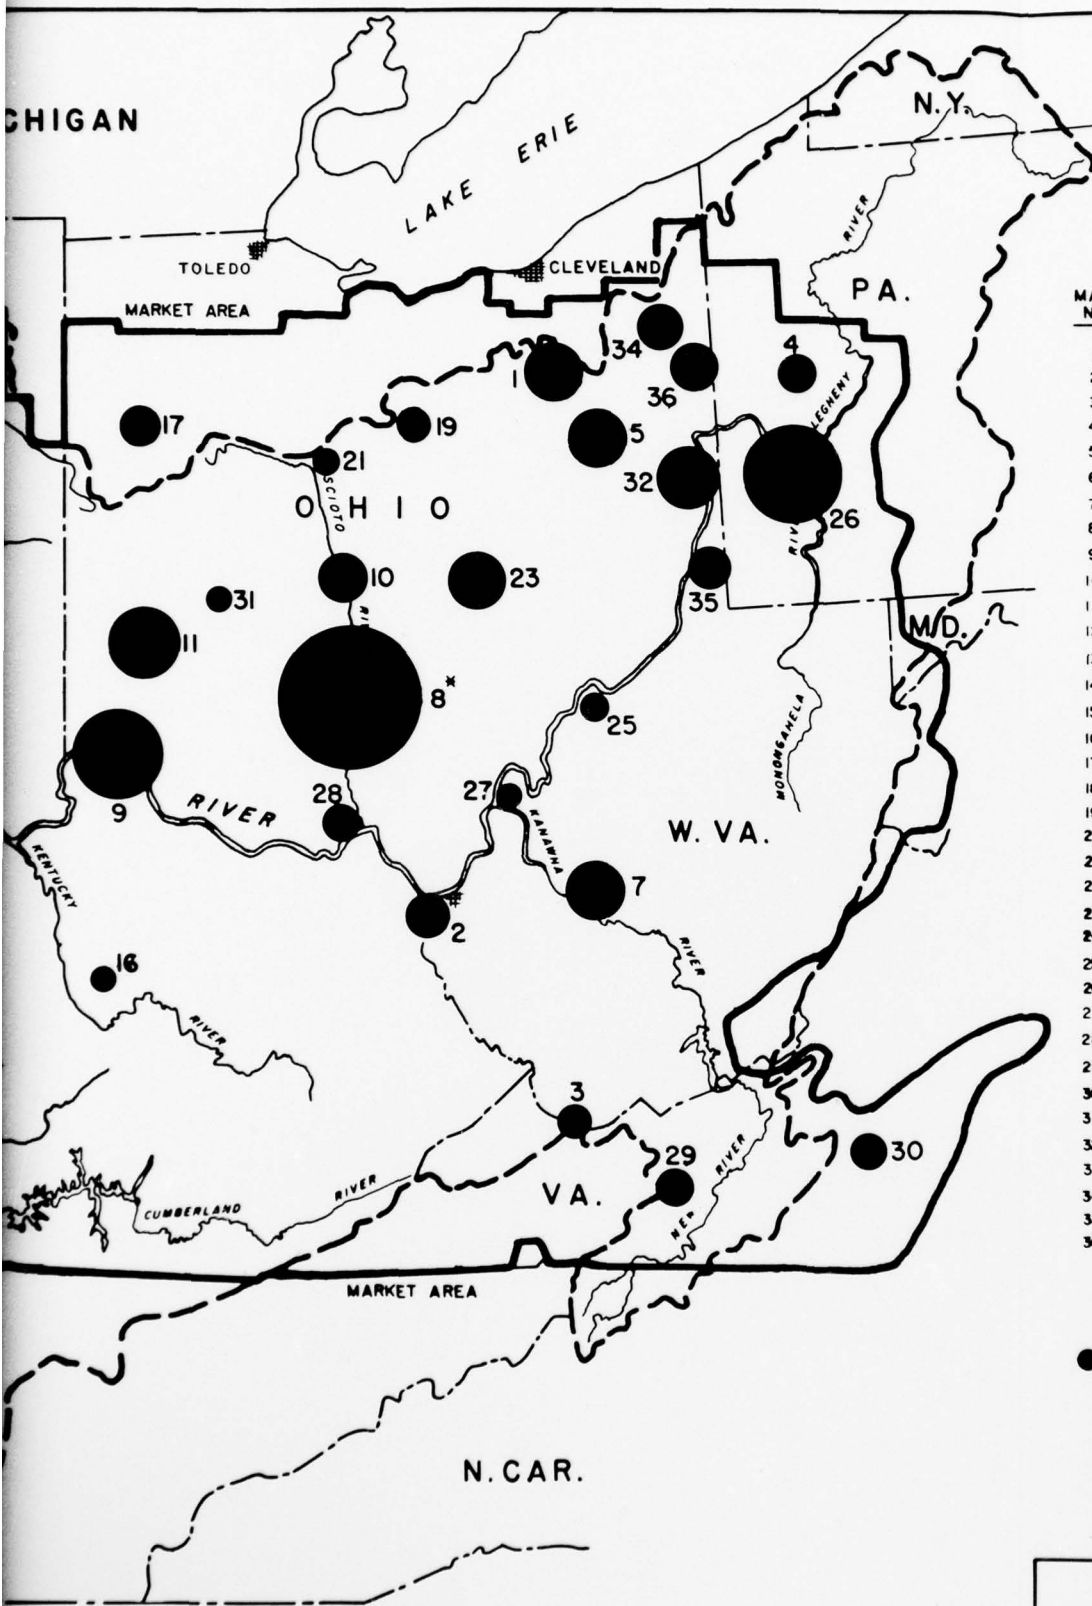 CHIGAN
N.Y.
LAKE ERIE
RIVER
TOLEDO
CLEVELAND
PA.
MARKET AREA
34
4
1
36
17
19
5
21
32
SCIOTO
OHIO
26
10
23
31
35
11
M/D.
8*
25
MONONGAHELA
27
28
RIVER
9
KANAWHA
W. VA.
KENTUCKY
7
2
16
RIVER
RIVER
3
30
29
RIVER
VA.
RIVER
CUMBERLAND
MARKET AREA
N. CAR.